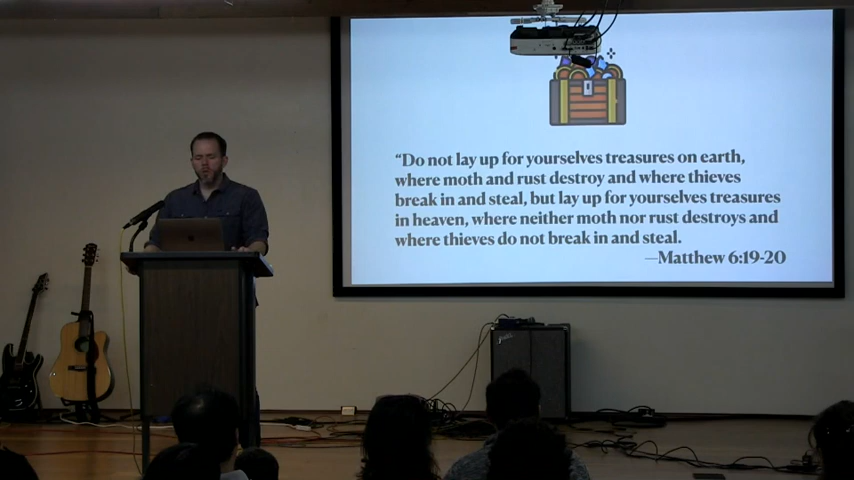 “Do not lay up for yourselves treasures on earth,
where moth and rust destroy and where thieves
break in and steal, but lay up for yourselves treasures
in heaven, where neither moth nor rust destroys and
where thieves do not break in and steal.
—Matthew 6:19-20
Fender